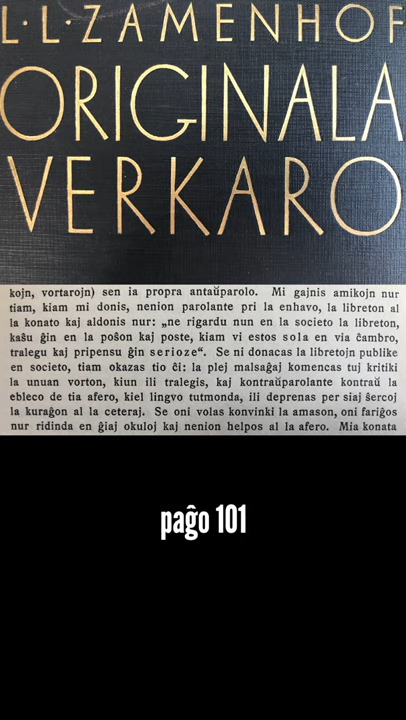 L·L·ZAMENHOF
ORIGINALA
VERKARO
kojn, vortarojn) sen ia propra antaŭparolo. Mi gajnis amikojn nur
tiam, kiam mi donis, nenion parolante pri la enhavo, la libreton al
la konato kaj aldonis nur: „ne rigardu nun en la societo la libreton,
kaŝu ĝin en la poŝon kaj poste, kiam vi estos sola en via ĉambro,
tralegu kaj pripensu ĝin serioze“. Se ni donacas la libretojn publike
en societo, tiam okazas tio ĉi: la plej malsaĝaj komencas tuj kritiki
la unuan vorton, kiun ili tralegis, kaj kontraŭparolante kontraŭ la
ebleco de tia afero, kiel lingvo tutmonda, ili deprenas per siaj ŝercoj
la kuraĝon al la ceteraj. Se oni volas konvinki la amason, oni fariĝos
nur ridinda en ĝiaj okuloj kaj nenion helpos al la afero. Mia konata
paĝo 101